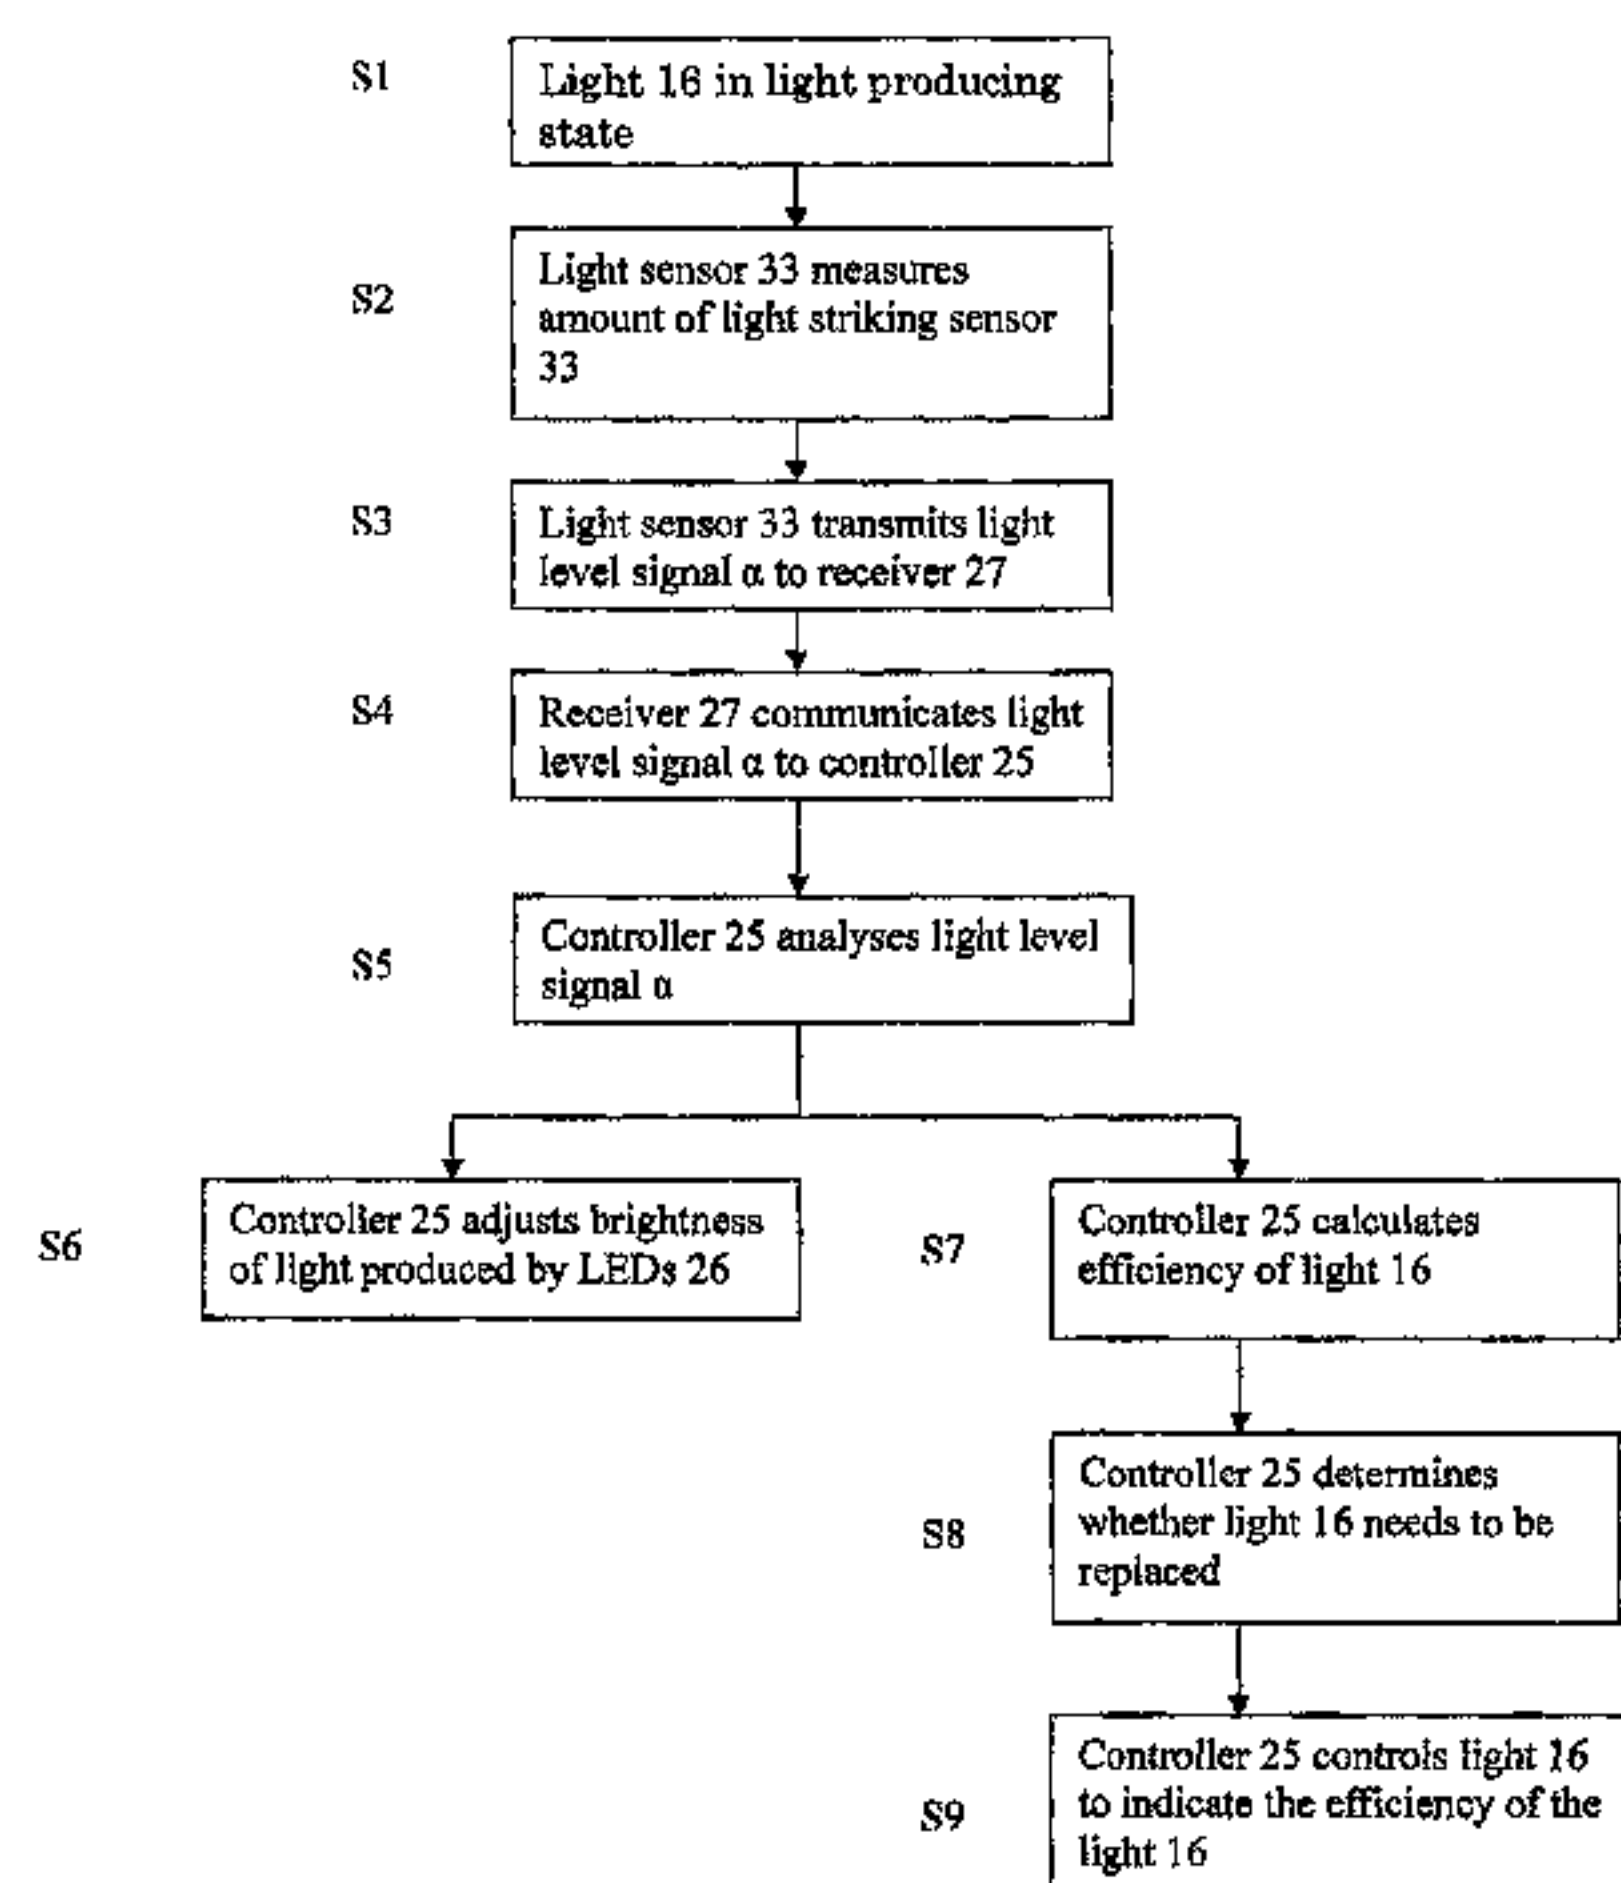 S1
Light 16 in light producing
state
S2
Light sensor 33 measures
amount of light striking sensor
33
S3
Light sensor 33 transmits light
level signal α to receiver 27
S4
Receiver 27 communicates light
level signal α to controller 25
S5
Controller 25 analyses light level
signal α
S6
Controller 25 adjusts brightness
of light produced by LEDs 26
S7
Controller 25 calculates
efficiency of light 16
S8
Controller 25 determines
whether light 16 needs to be
replaced
S9
Controller 25 controls light 16
to indicate the efficiency of the
light 16